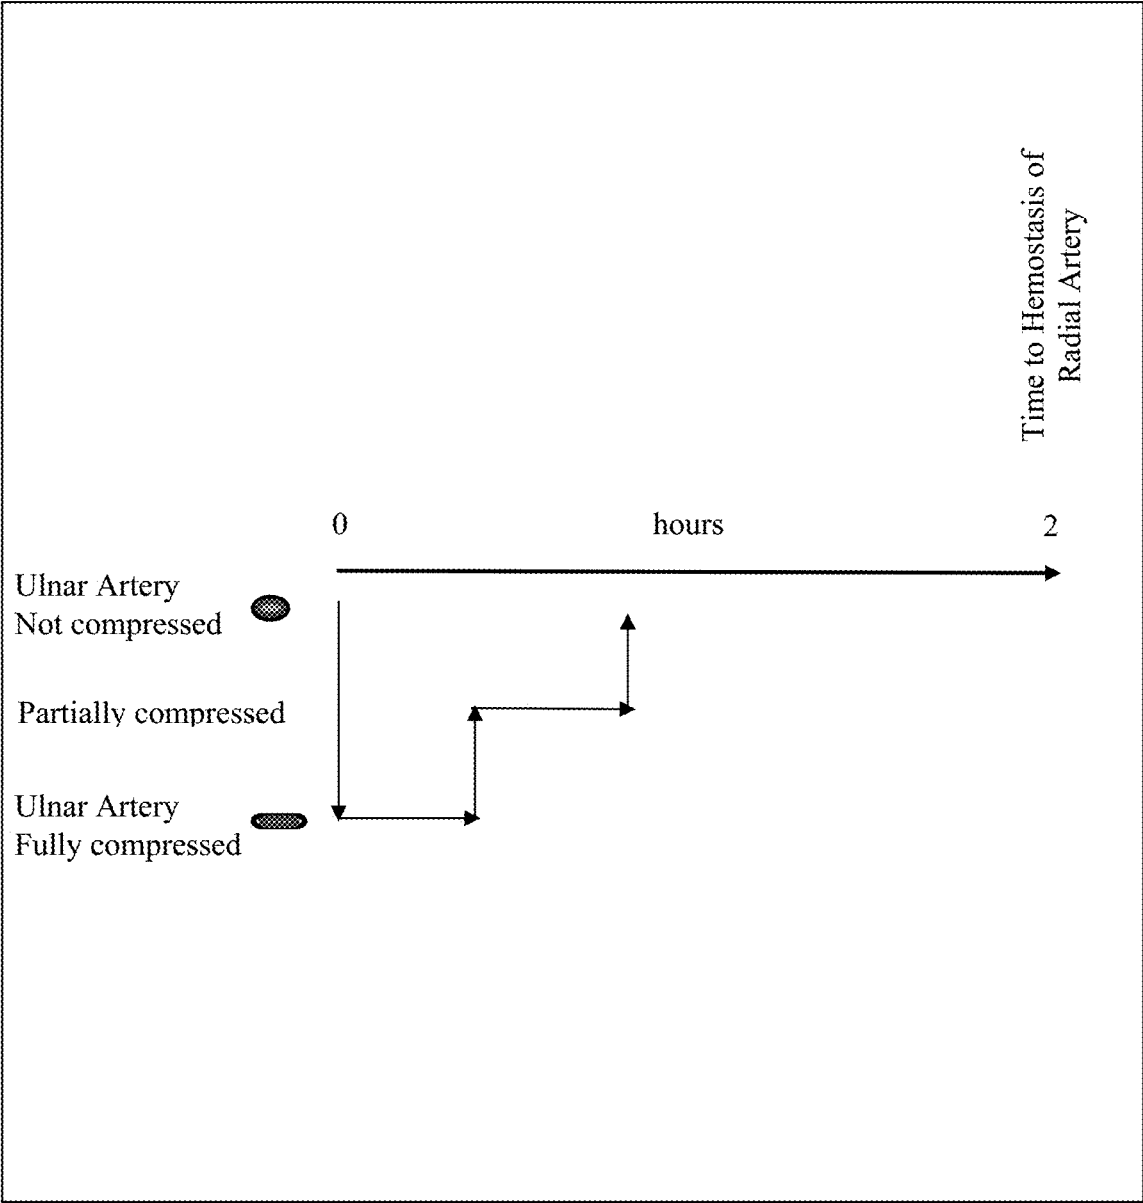 Time to Hemostasis of
Radial Artery
0 hours 2
Ulnar Artery
Not compressed
Partially compressed
Ulnar Artery
Fully compressed